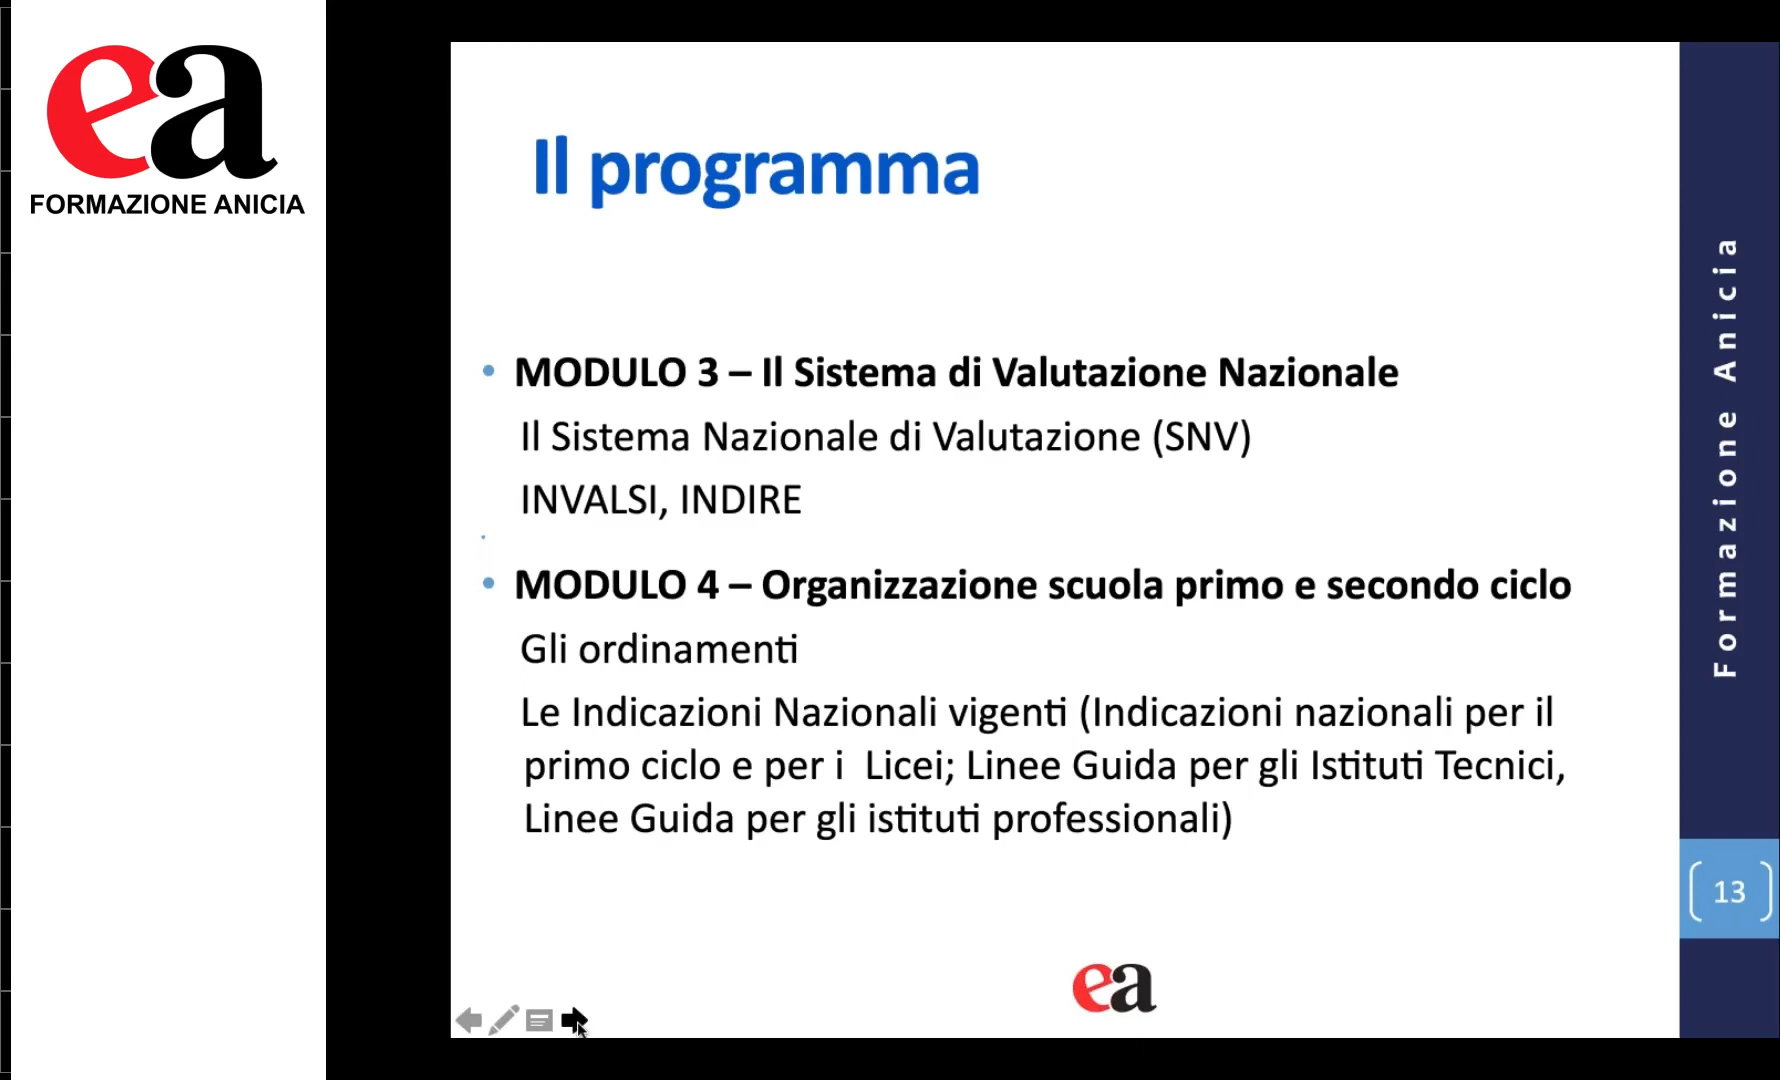 ea
FORMAZIONE ANICIA
Il programma
• MODULO 3 – Il Sistema di Valutazione Nazionale
Il Sistema Nazionale di Valutazione (SNV)
INVALSI, INDIRE
• MODULO 4 – Organizzazione scuola primo e secondo ciclo
Gli ordinamenti
Le Indicazioni Nazionali vigenti (Indicazioni nazionali per il
primo ciclo e per i  Licei; Linee Guida per gli Istituti Tecnici,
Linee Guida per gli istituti professionali)
Formazione Anicia
13
ea